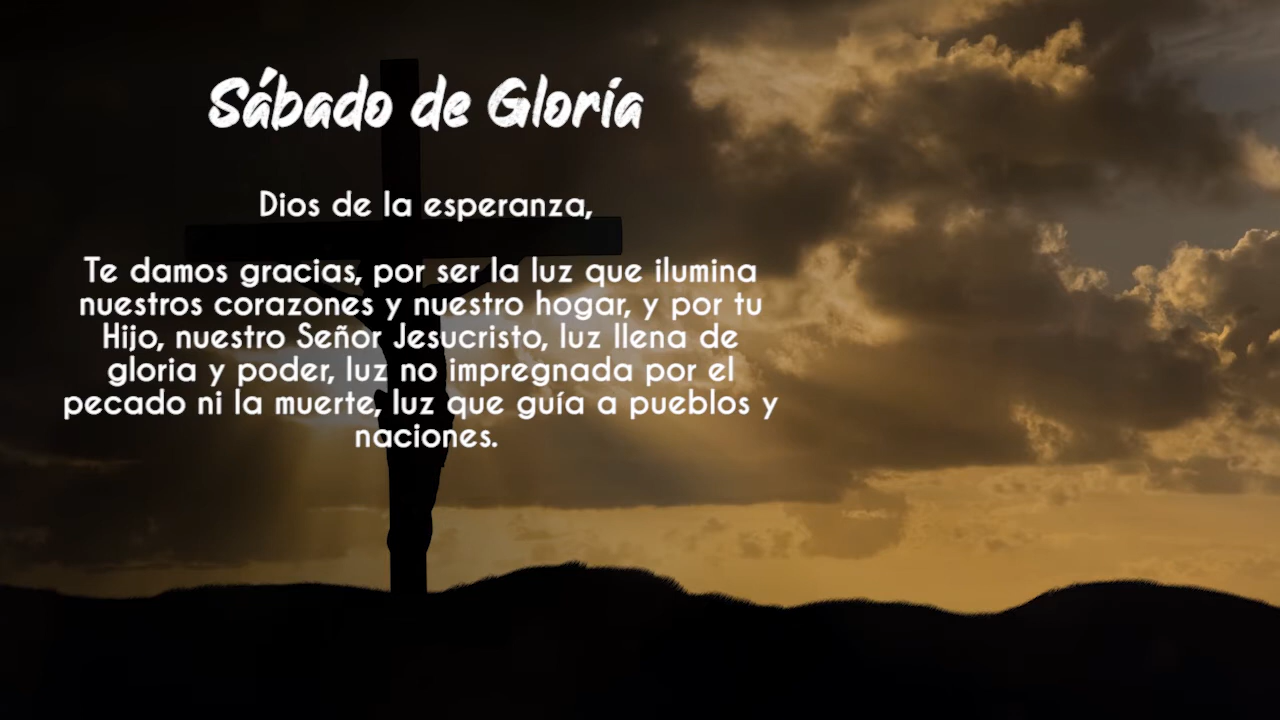 Sábado de Gloria
Dios de la esperanza,
Te damos gracias, por ser la luz que ilumina
nuestros corazones y nuestro hogar, y por tu
Hijo, nuestro Señor Jesucristo, luz llena de
gloria y poder, luz no impregnada por el
pecado ni la muerte, luz que guía a pueblos y
naciones.